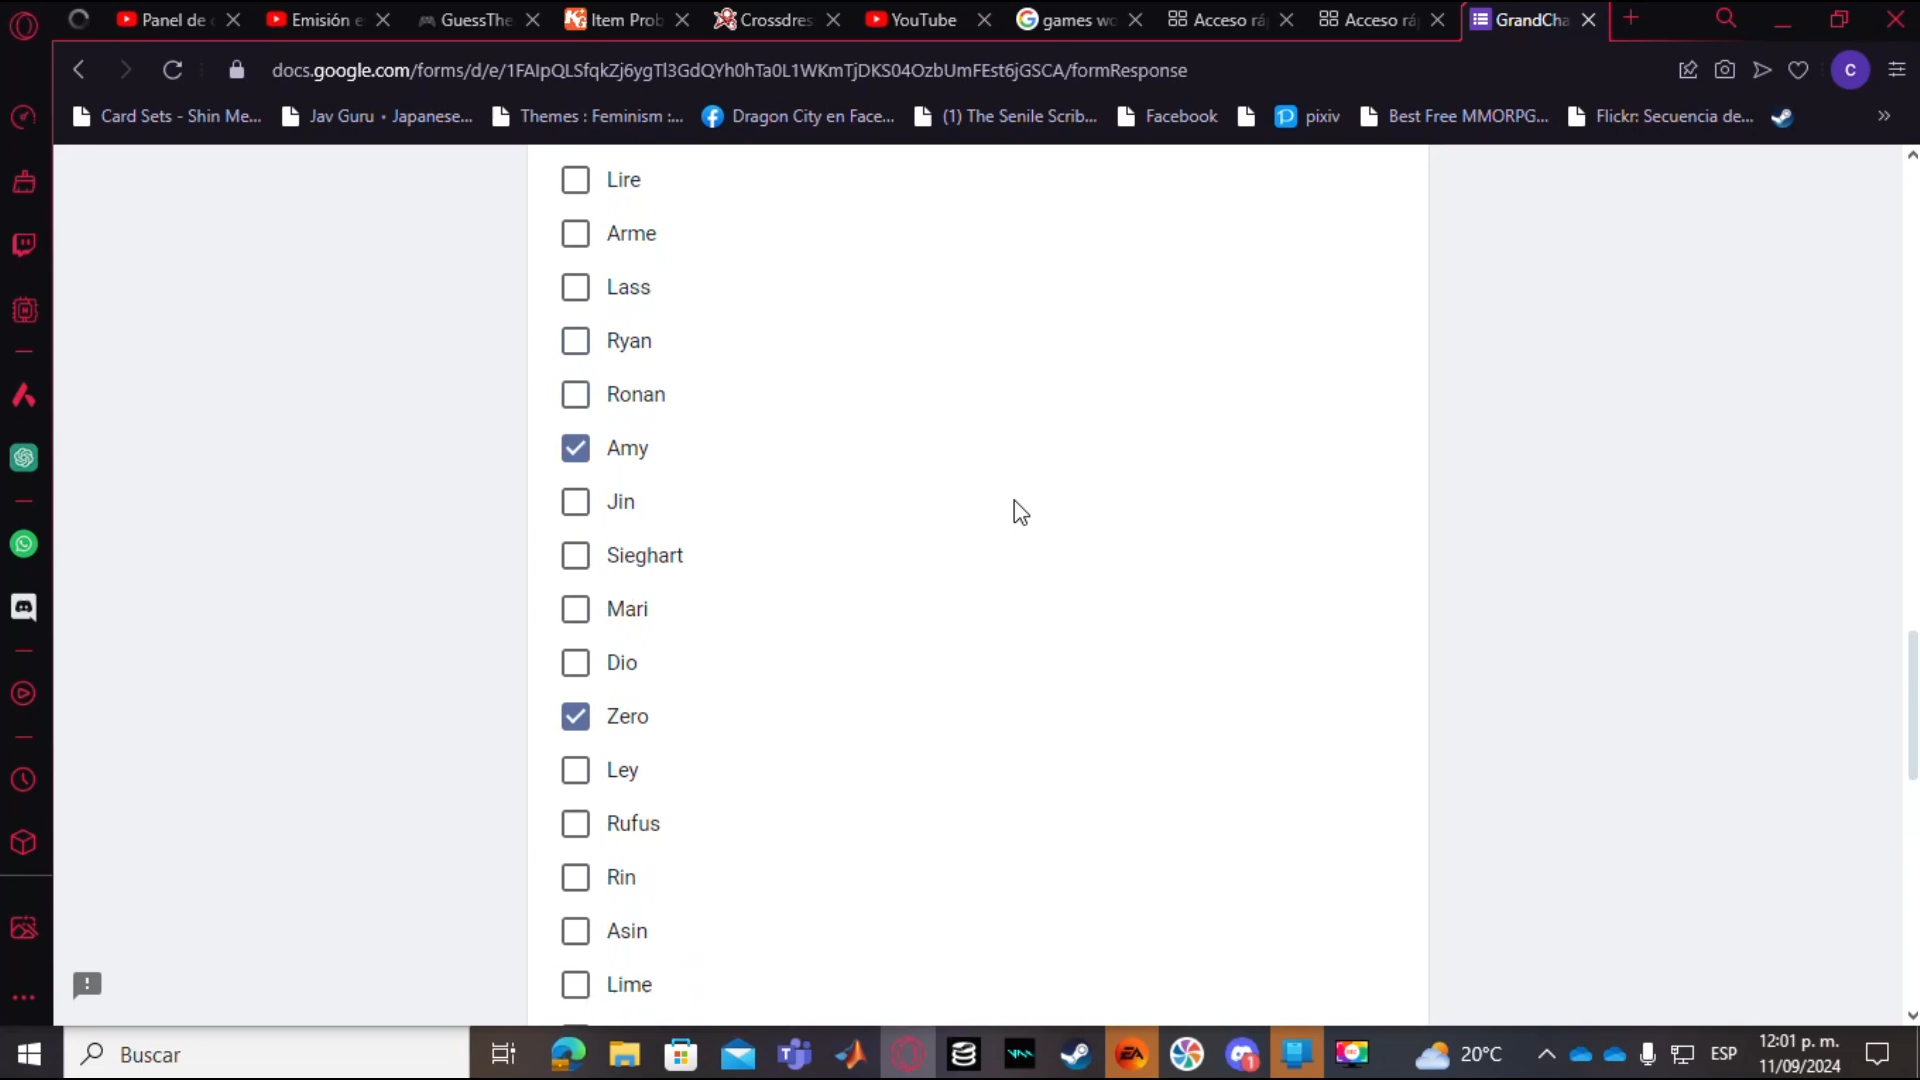 Panel de
Emisión e
GuessThe
Item Prob
Crossdres
YouTube
games wo
Acceso rá
Acceso rá
GrandCha
docs.google.com/forms/d/e/1FAIpQLSfqkZj6ygTl3GdQYh0hTa0L1WKmTjDKS04OzbUmFEst6jGSCA/formResponse
C
Card Sets - Shin Me...
Jav Guru • Japanese...
Themes : Feminism :...
Dragon City en Face...
(1) The Senile Scrib...
Facebook
pixiv
Best Free MMORPG...
Flickr: Secuencia de...
Lire
Arme
Lass
Ryan
Ronan
Amy
Jin
Sieghart
Mari
Dio
Zero
Ley
Rufus
Rin
Asin
Lime
Buscar
20°C
ESP
12:01 p. m.
11/09/2024